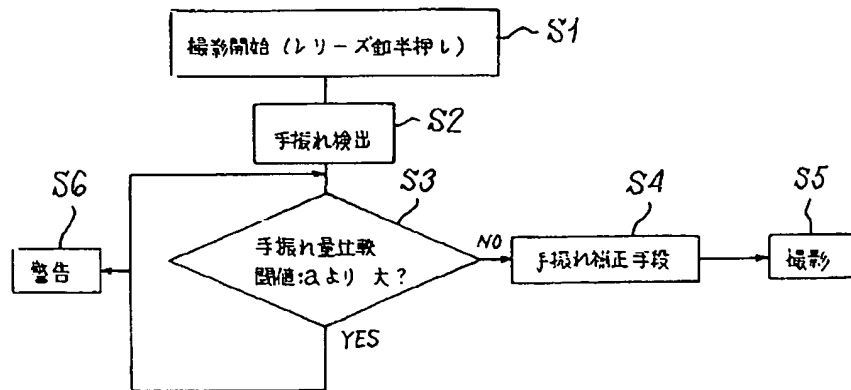 撮影開始(レリーズ釦半押し)
S1
手振れ検出
S2
手振れ量比較
閾値:aより 大?
S3
NO
YES
手振れ補正手段
S4
撮影
S5
警告
S6